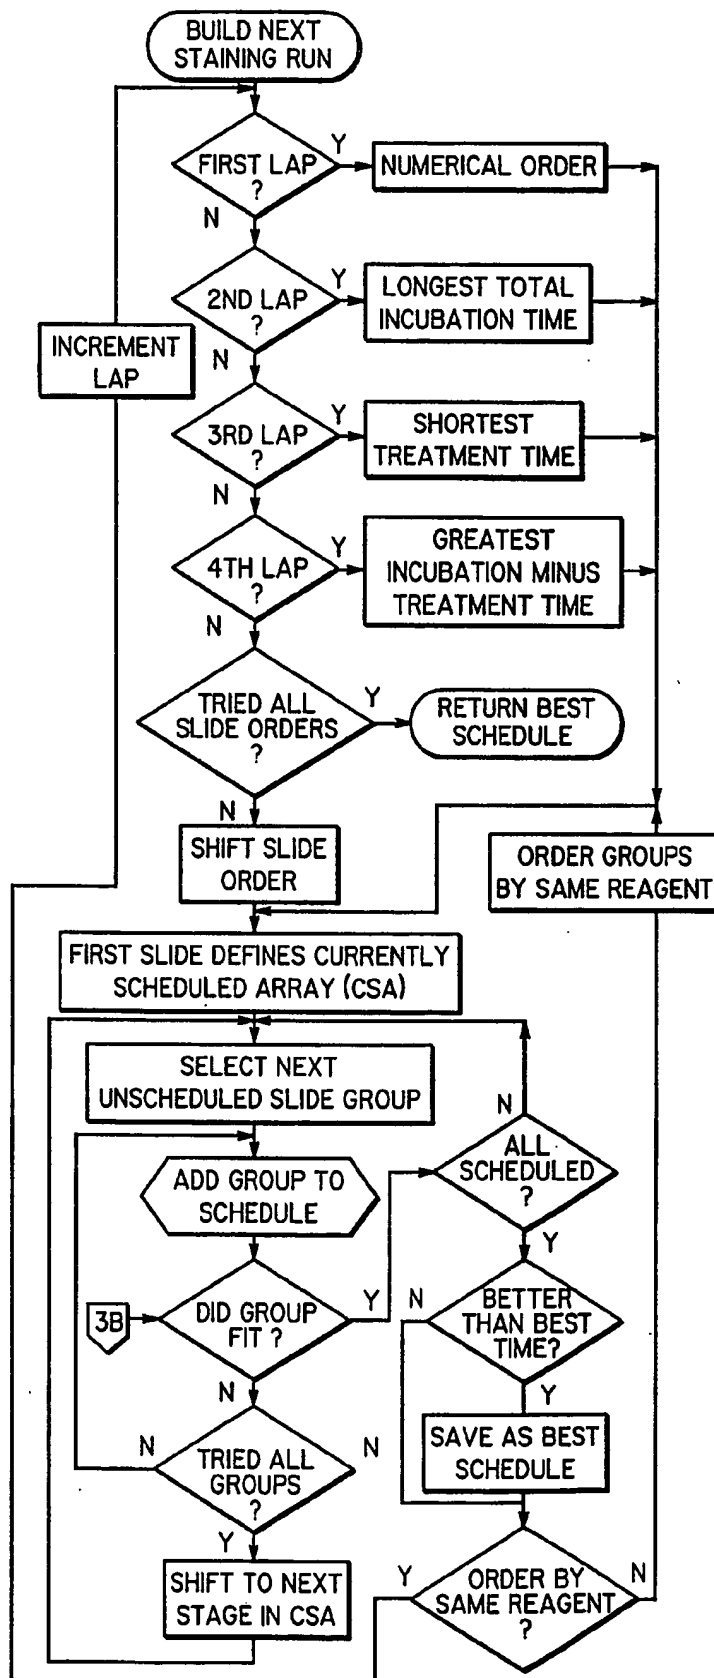 BUILD NEXT
STAINING RUN
FIRST LAP
?
Y
N
NUMERICAL ORDER
2ND LAP
?
Y
N
LONGEST TOTAL
INCUBATION TIME
INCREMENT
LAP
3RD LAP
?
Y
N
SHORTEST
TREATMENT TIME
4TH LAP
?
Y
N
GREATEST
INCUBATION MINUS
TREATMENT TIME
TRIED ALL
SLIDE ORDERS
?
Y
N
RETURN BEST
SCHEDULE
SHIFT SLIDE
ORDER
ORDER GROUPS
BY SAME REAGENT
FIRST SLIDE DEFINES CURRENTLY
SCHEDULED ARRAY (CSA)
SELECT NEXT
UNSCHEDULED SLIDE GROUP
ADD GROUP TO
SCHEDULE
N
ALL
SCHEDULED
?
Y
3B
DID GROUP
FIT ?
Y
N
N
BETTER
THAN BEST
TIME?
Y
N
TRIED ALL
GROUPS
?
N
Y
SAVE AS BEST
SCHEDULE
SHIFT TO NEXT
STAGE IN CSA
Y
ORDER BY
SAME REAGENT
?
N